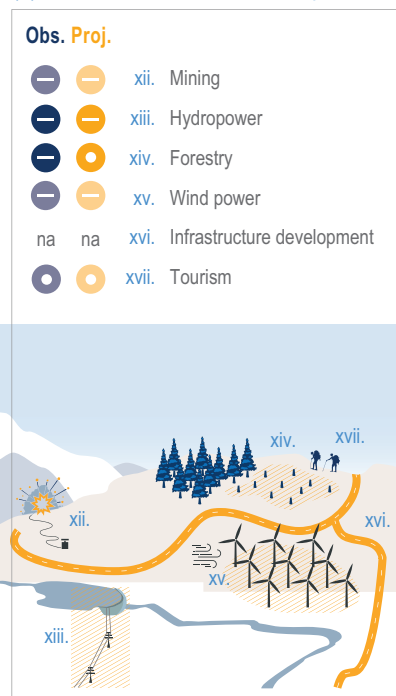 Obs. Proj.
xii. Mining
xiii. Hydropower
xiv. Forestry
xv. Wind power
na na xvi. Infrastructure development
xvii. Tourism
xiv. xvii.
xii. xvi.
xv.
xiii.